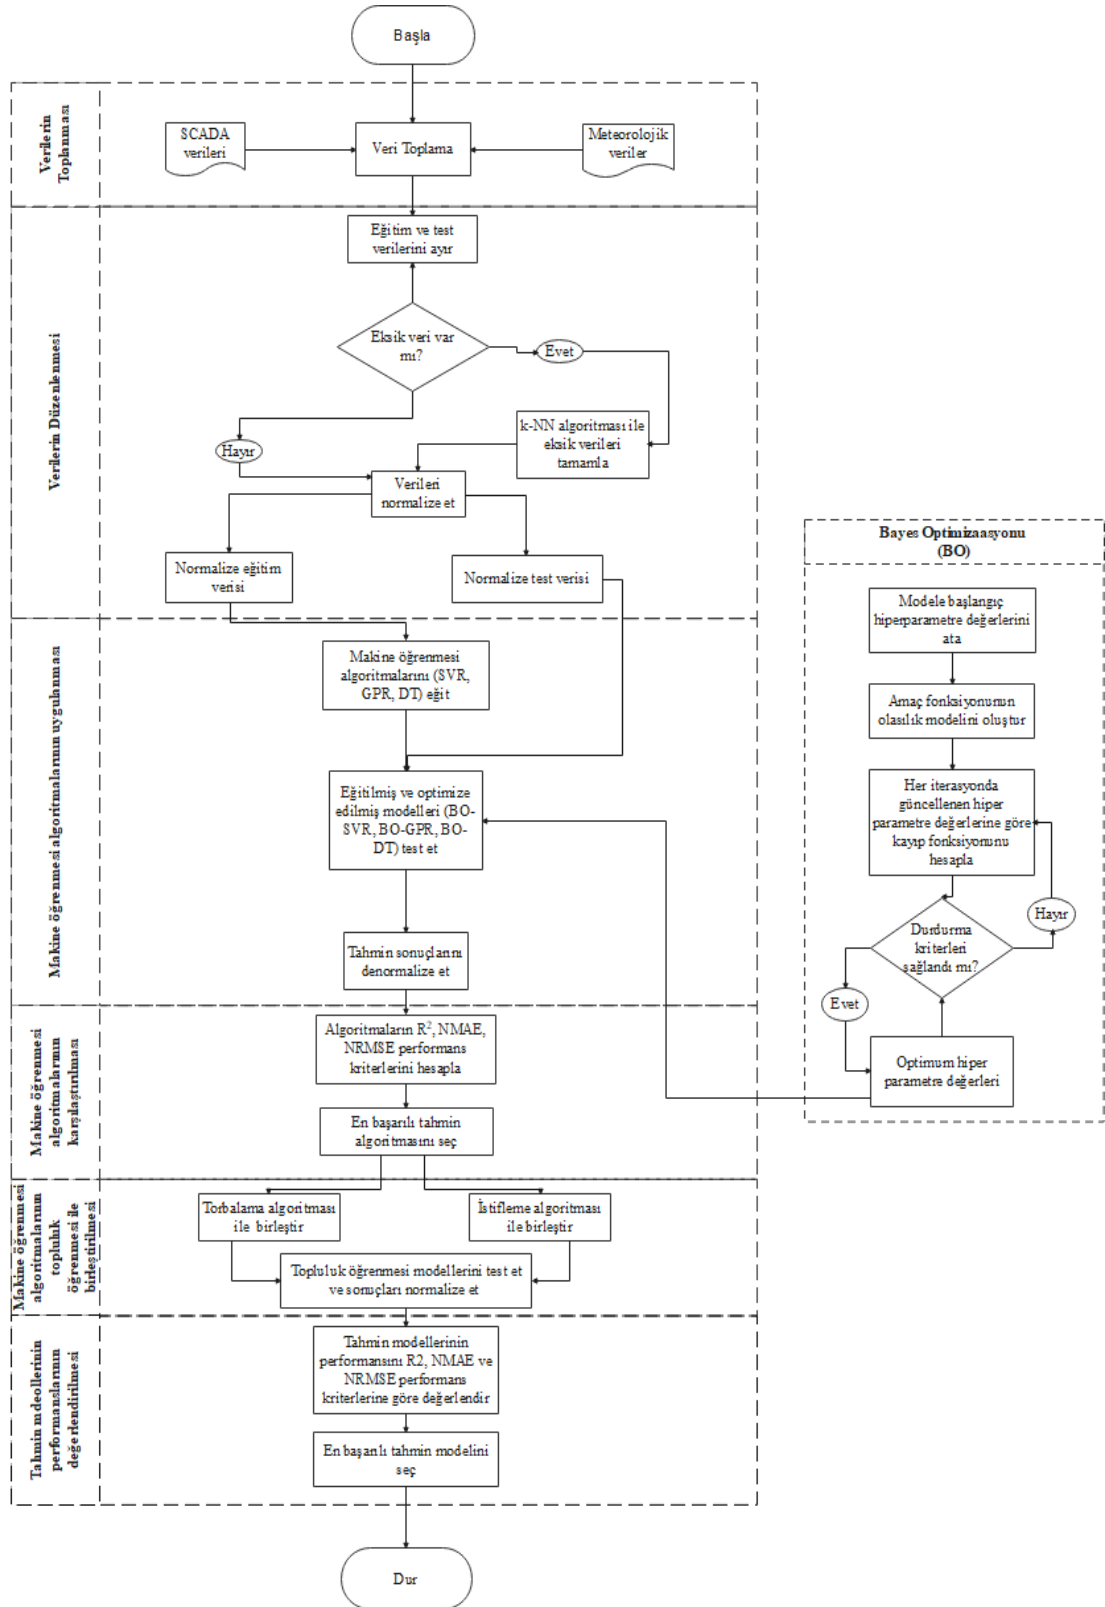 Başla
Verilerin
Toplanması
SCADA
verileri
Veri Toplama
Meteorolojik
veriler
Verilerin Düzenlenmesi
Eğitim ve test
verilerini ayır
Eksik veri var
mı?
Evet
k-NN algoritması ile
eksik verileri
tamamla
Hayır
Verileri
normalize et
Normalize eğitim
verisi
Normalize test verisi
Makine öğrenmesi algoritmalarının uygulanması
Makine öğrenmesi
algoritmalarını (SVR,
GPR, DT) eğit
Eğitilmiş ve optimize
edilmiş modelleri (BO-
SVR, BO-GPR, BO-
DT) test et
Tahmin sonuçlarını
denormalize et
Bayes Optimizaasyonu
(BO)
Modele başlangıç
hiperparametre değerlerini
ata
Amaç fonksiyonunun
olasılık modelini oluştur
Her iterasyonda
güncellenen hiper
parametre değerlerine göre
kayıp fonksiyonunu
hesapla
Hayır
Durdurma
kriterleri
sağlandı mı?
Evet
Optimum hiper
parametre değerleri
Makine öğrenmesi
algoritmalarının
karşılaştırılması
Algoritmaların R², NMAE,
NRMSE performans
kriterlerini hesapla
En başarılı tahmin
algoritmasını seç
Makine öğrenmesi
algoritmalarının
topluluk
öğrenmesi ile
birleştirilmesi
Torbalama algoritması
ile birleştir
İstifleme algoritması
ile birleştir
Topluluk öğrenmesi modellerini test et
ve sonuçları normalize et
Tahmin mdeollerinin
performanslarının
değerlendirilmesi
Tahmin modellerinin
performansını R2, NMAE ve
NRMSE performans
kriterlerine göre değerlendir
En başarılı tahmin modelini
seç
Dur